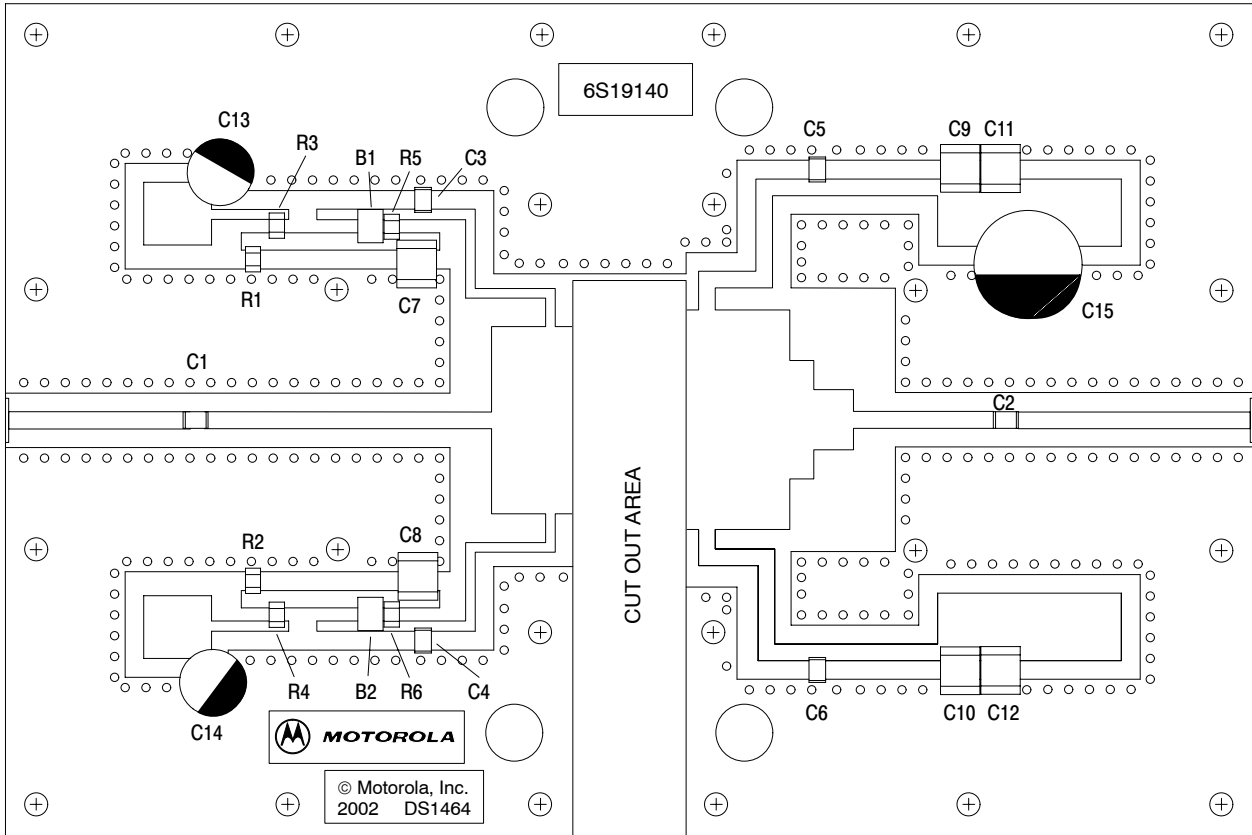 6S19140
C13
R3
B1
R5
C3
C5
C9
C11
R1
C7
C15
C1
C2
CUT OUT AREA
R2
C8
R4
B2
R6
C4
C14
C6
C10
C12
MOTOROLA
© Motorola, Inc.
2002 DS1464